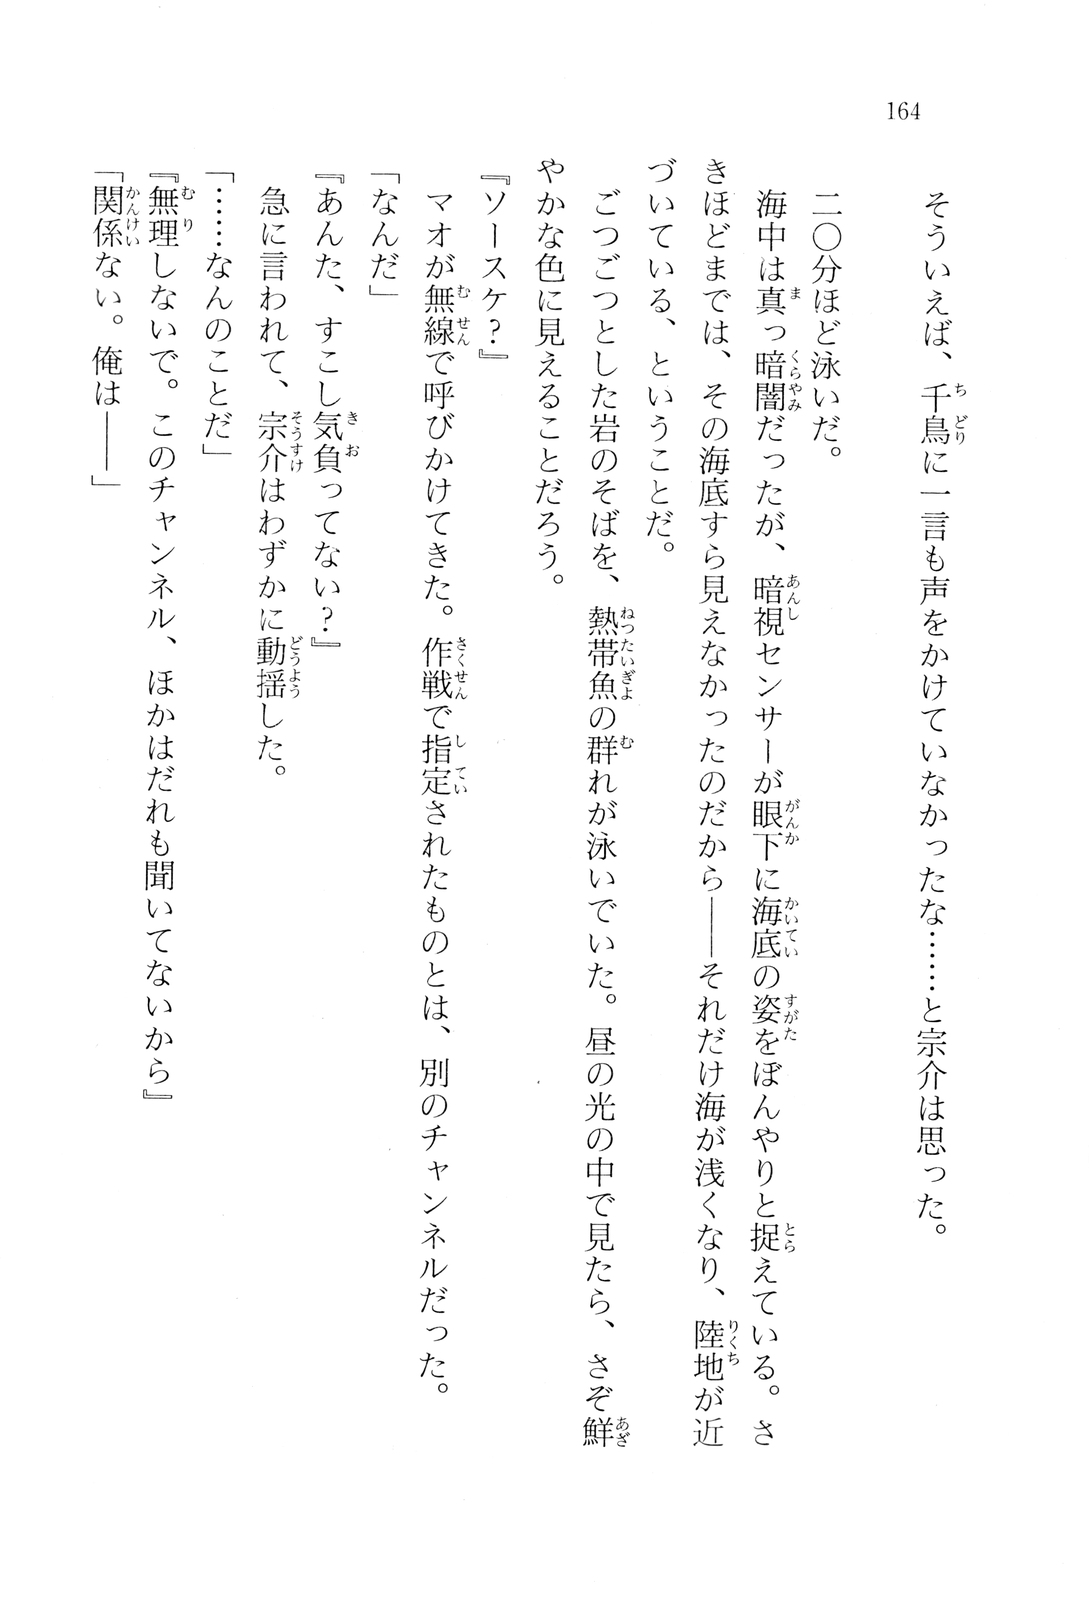 164
そういえば、千鳥に一言も声をかけていなかったな……と宗介は思った。
二〇分ほど泳いだ。
海中は真っ暗闇だったが、暗視センサーが眼下に海底の姿をぼんやりと捉えている。さ
きほどまでは、その海底すら見えなかったのだから——それだけ海が浅くなり、陸地が近
づいている、ということだ。
ごつごつとした岩のそばを、熱帯魚の群れが泳いでいた。昼の光の中で見たら、さぞ鮮
やかな色に見えることだろう。
『ソースケ?』
マオが無線で呼びかけてきた。作戦で指定されたものとは、別のチャンネルだった。
「なんだ」
『あんた、すこし気負ってない?』
急に言われて、宗介はわずかに動揺した。
「……なんのことだ」
『無理しないで。このチャンネル、ほかはだれも聞いてないから』
「関係ない。俺は——」